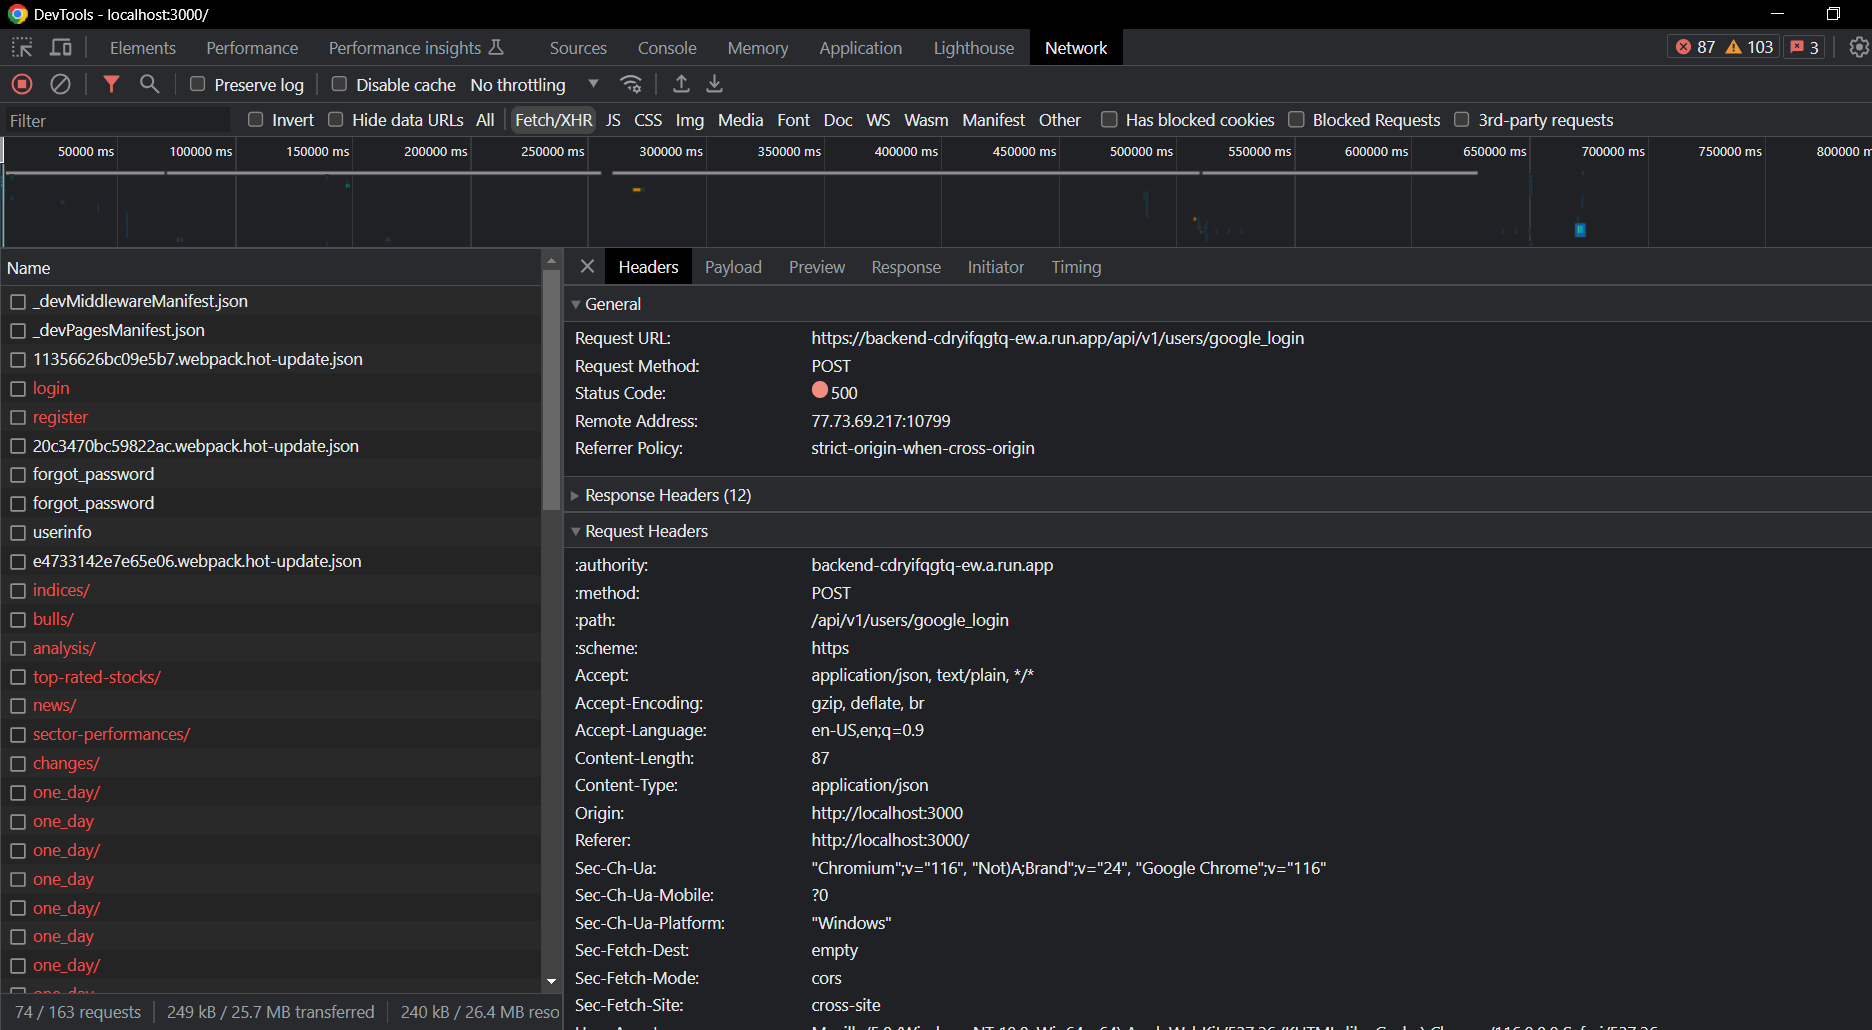 DevTools - localhost:3000/
Elements Performance Performance insights Sources Console Memory Application Lighthouse Network 87 103 3
Preserve log Disable cache No throttling
Filter Invert Hide data URLs All Fetch/XHR JS CSS Img Media Font Doc WS Wasm Manifest Other Has blocked cookies Blocked Requests 3rd-party requests
50000 ms 100000 ms 150000 ms 200000 ms 250000 ms 300000 ms 350000 ms 400000 ms 450000 ms 500000 ms 550000 ms 600000 ms 650000 ms 700000 ms 750000 ms 800000 m
Name
_devMiddlewareManifest.json
_devPagesManifest.json
11356626bc09e5b7.webpack.hot-update.json
login
register
20c3470bc59822ac.webpack.hot-update.json
forgot_password
forgot_password
userinfo
e4733142e7e65e06.webpack.hot-update.json
indices/
bulls/
analysis/
top-rated-stocks/
news/
sector-performances/
changes/
one_day/
one_day
one_day/
one_day
one_day/
one_day
one_day/
74 / 163 requests 249 kB / 25.7 MB transferred 240 kB / 26.4 MB reso
Headers Payload Preview Response Initiator Timing
General
Request URL: https://backend-cdryifqgtq-ew.a.run.app/api/v1/users/google_login
Request Method: POST
Status Code: 500
Remote Address: 77.73.69.217:10799
Referrer Policy: strict-origin-when-cross-origin
Response Headers (12)
Request Headers
:authority: backend-cdryifqgtq-ew.a.run.app
:method: POST
:path: /api/v1/users/google_login
:scheme: https
Accept: application/json, text/plain, */*
Accept-Encoding: gzip, deflate, br
Accept-Language: en-US,en;q=0.9
Content-Length: 87
Content-Type: application/json
Origin: http://localhost:3000
Referer: http://localhost:3000/
Sec-Ch-Ua: "Chromium";v="116", "Not)A;Brand";v="24", "Google Chrome";v="116"
Sec-Ch-Ua-Mobile: ?0
Sec-Ch-Ua-Platform: "Windows"
Sec-Fetch-Dest: empty
Sec-Fetch-Mode: cors
Sec-Fetch-Site: cross-site